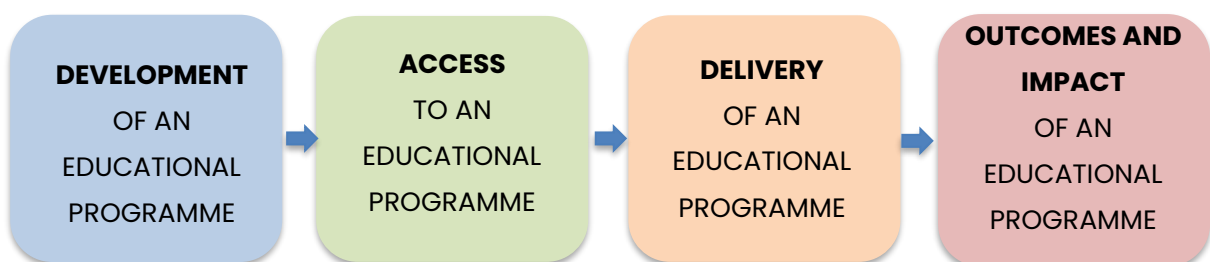 DEVELOPMENT
OF AN
EDUCATIONAL
PROGRAMME
ACCESS
TO AN
EDUCATIONAL
PROGRAMME
DELIVERY
OF AN
EDUCATIONAL
PROGRAMME
OUTCOMES AND
IMPACT
OF AN
EDUCATIONAL
PROGRAMME